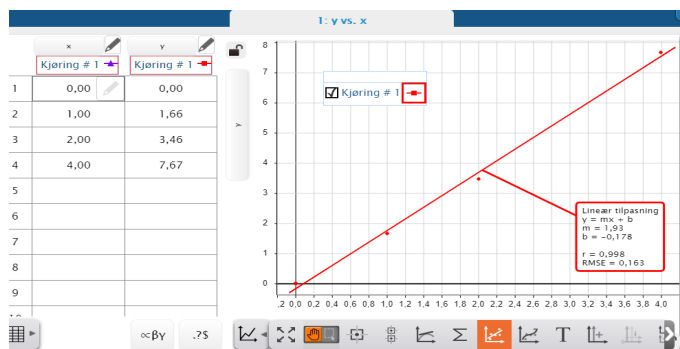 1: y vs. x
x y
Kjøring # 1 Kjøring # 1
1 0,00 0,00
2 1,00 1,66
3 2,00 3,46
4 4,00 7,67
5
6
7
8
9
∝βγ .?$
y
8
7
6
5
4
3
2
1
0
Kjøring # 1
Lineær tilpasning
y = mx + b
m = 1,93
b = -0,178
r = 0,998
RMSE = 0,163
.2 0,0 0,2 0,4 0,6 0,8 1,0 1,2 1,4 1,6 1,8 2,0 2,2 2,4 2,6 2,8 3,0 3,2 3,4 3,6 3,8 4,0
Σ T